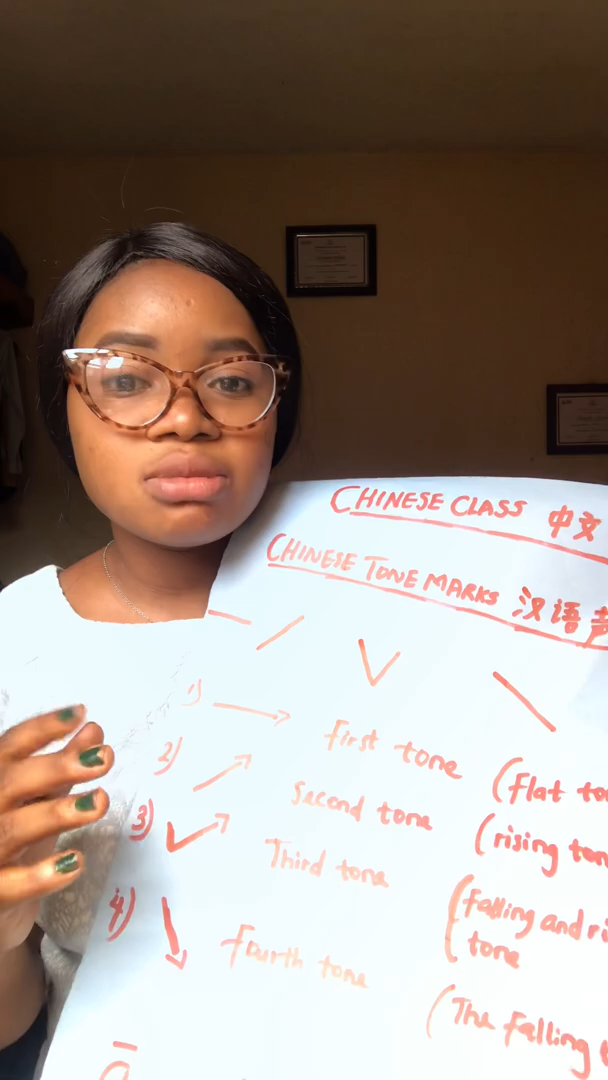 CHINESE CLASS 中文
CHINESE TONE MARKS 汉语声
1) → First tone (Flat
2) Second tone (rising
3) Third tone (Falling and
tone
4) Fourth tone (The Falling
ā